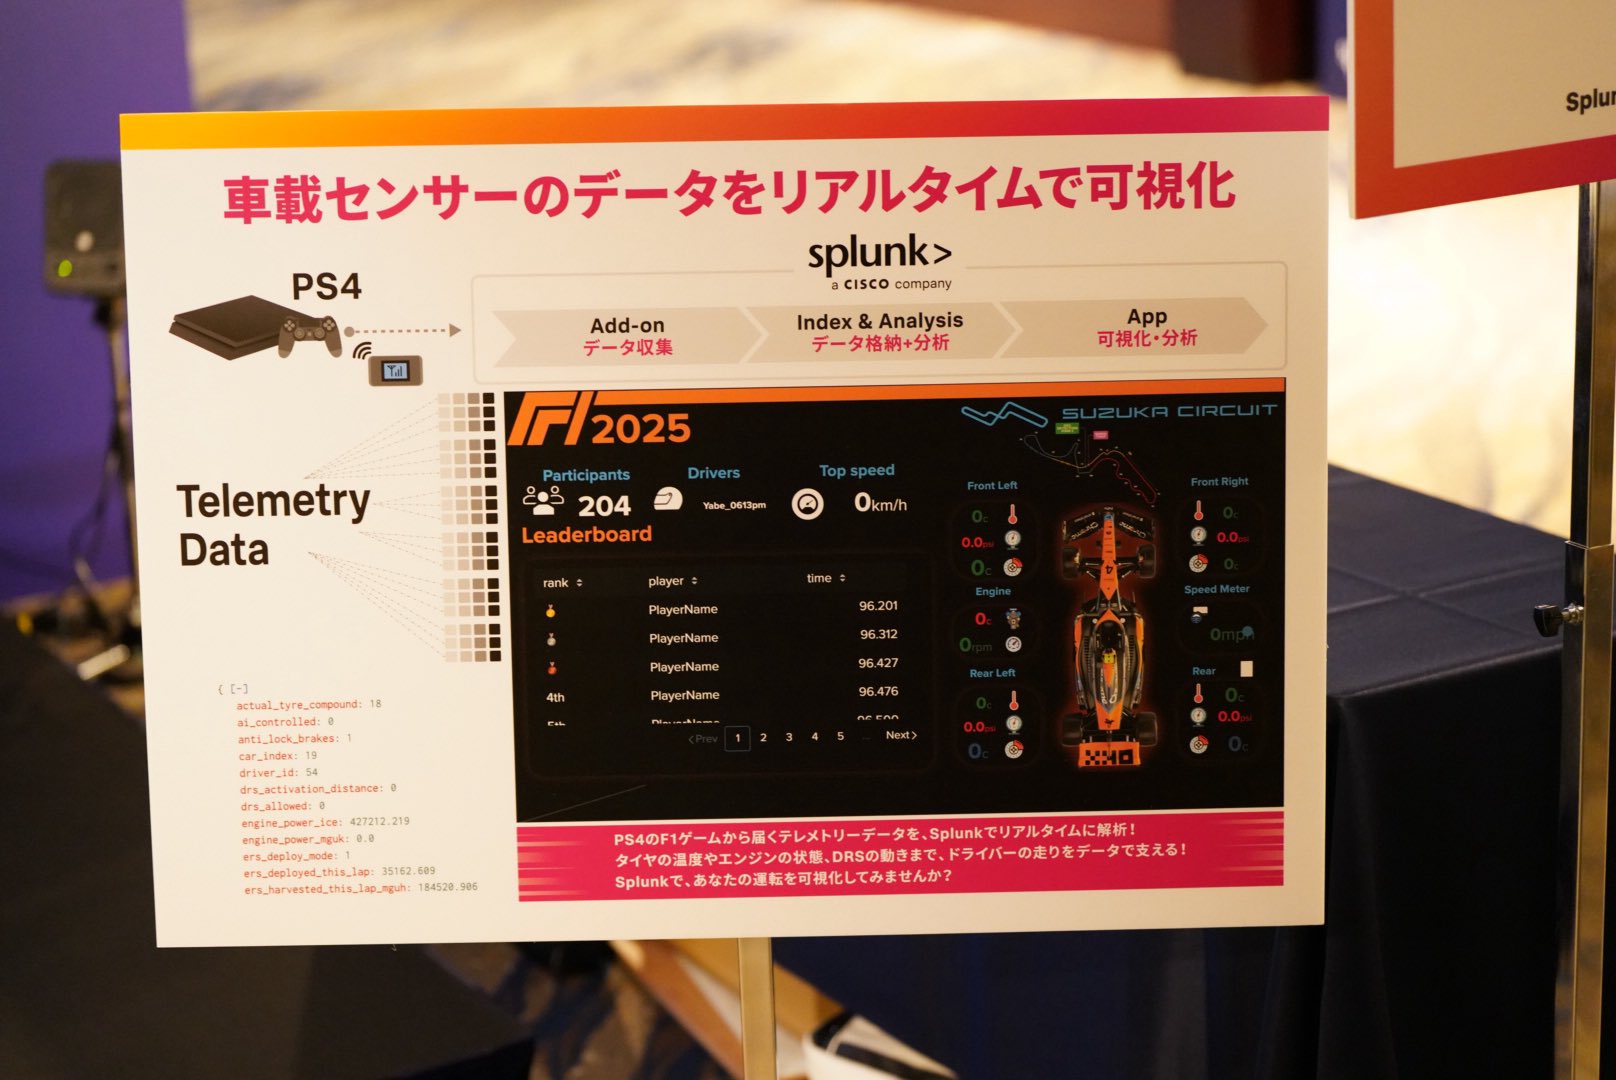 車載センサーのデータをリアルタイムで可視化
splunk>
a CISCO company
PS4
Add-on
データ収集
Index & Analysis
データ格納+分析
App
可視化・分析
Telemetry
Data
F1 2025
SUZUKA CIRCUIT
Participants
204
Drivers
Yabe_0613pm
Top speed
0km/h
Leaderboard
rank player time
PlayerName 96.201
PlayerName 96.312
PlayerName 96.427
4th PlayerName 96.476
<Prev 1 2 3 4 5 Next>
Front Left
0c
0.0psi
0c
Front Right
0c
0.0psi
0c
Engine
0c
0rpm
Speed Meter
0mph
Rear Left
0c
0.0psi
0c
Rear
0c
0.0psi
0c
{ [-]
actual_tyre_compound: 18
ai_controlled: 0
anti_lock_brakes: 1
car_index: 19
driver_id: 54
drs_activation_distance: 0
drs_allowed: 0
engine_power_ice: 427212.219
engine_power_mguk: 0.0
ers_deploy_mode: 1
ers_deployed_this_lap: 35162.609
ers_harvested_this_lap_mguh: 184520.906
PS4のF1ゲームから届くテレメトリーデータを、Splunkでリアルタイムに解析！
タイヤの温度やエンジンの状態、DRSの動きまで、ドライバーの走りをデータで支える！
Splunkで、あなたの運転を可視化してみませんか？